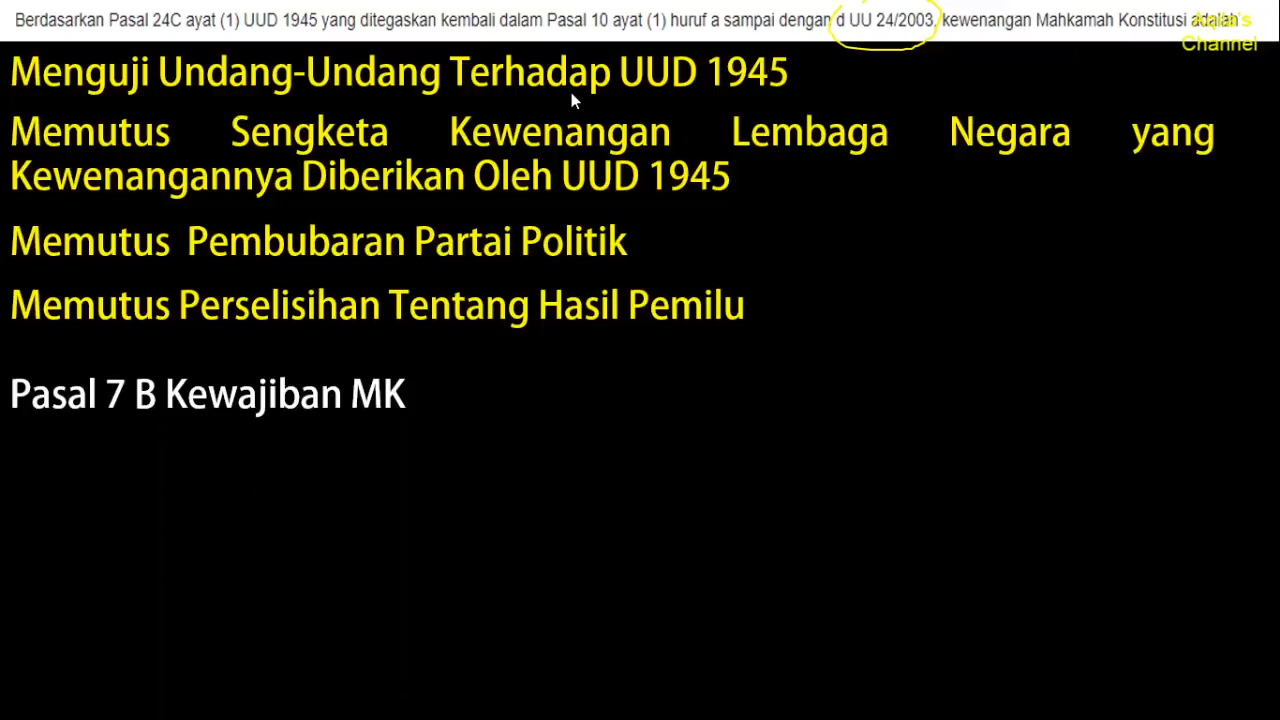 Berdasarkan Pasal 24C ayat (1) UUD 1945 yang ditegaskan kembali dalam Pasal 10 ayat (1) huruf a sampai dengan d UU 24/2003, kewenangan Mahkamah Konstitusi adalah
Aqila's
Channel
Menguji Undang-Undang Terhadap UUD 1945
Memutus Sengketa Kewenangan Lembaga Negara yang
Kewenangannya Diberikan Oleh UUD 1945
Memutus Pembubaran Partai Politik
Memutus Perselisihan Tentang Hasil Pemilu
Pasal 7 B Kewajiban MK